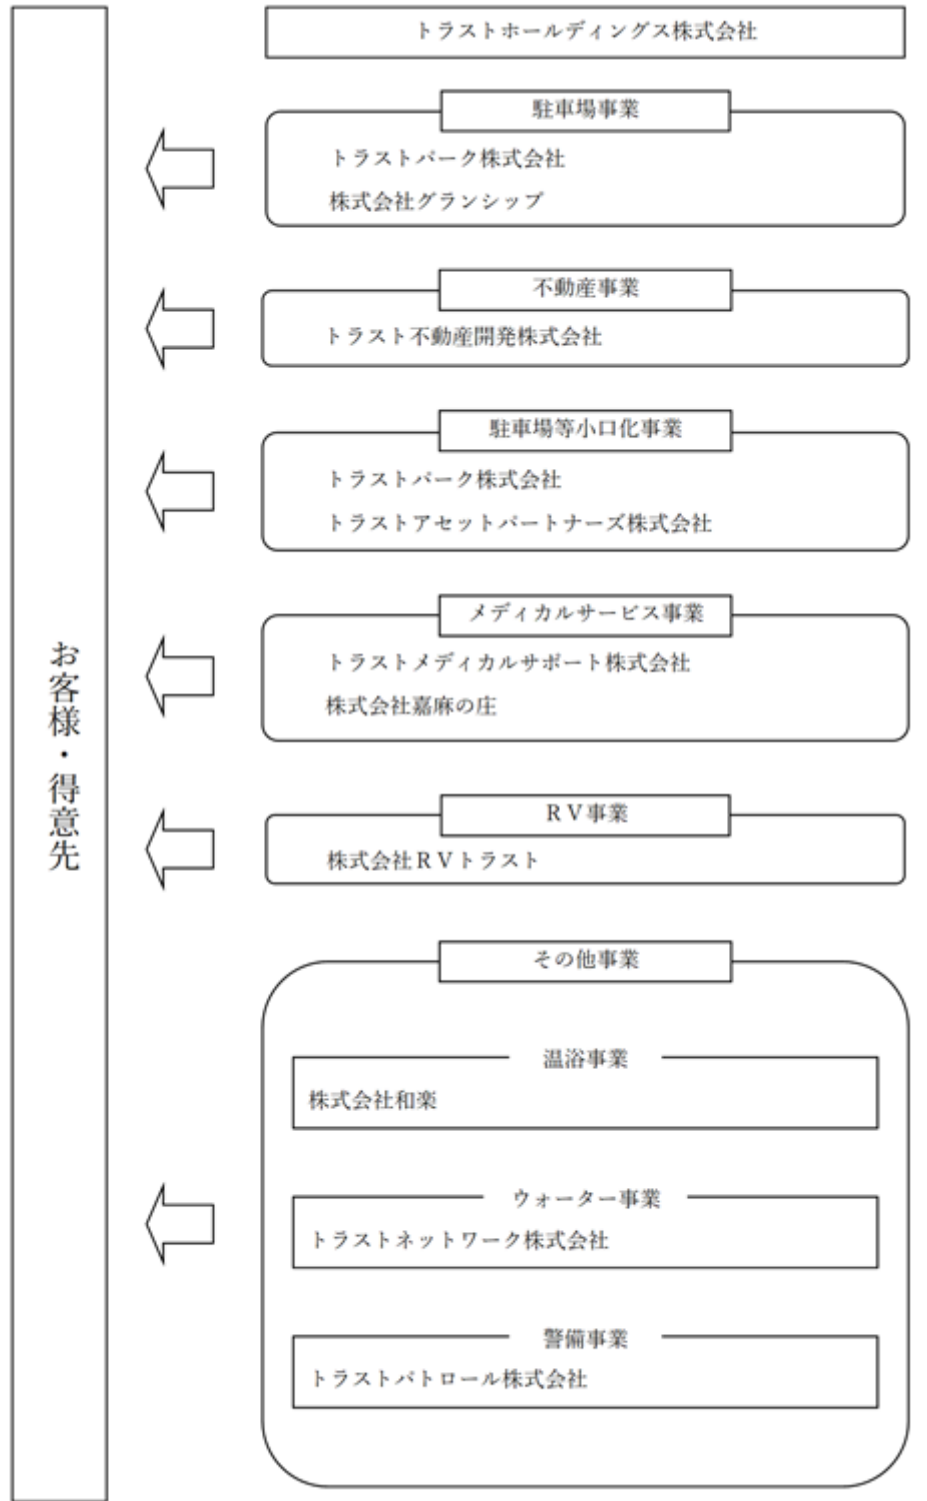 トラストホールディングス株式会社
駐車場事業
トラストパーク株式会社
株式会社グランシップ
不動産事業
トラスト不動産開発株式会社
駐車場等小口化事業
トラストパーク株式会社
トラストアセットパートナーズ株式会社
メディカルサービス事業
トラストメディカルサポート株式会社
株式会社嘉麻の庄
ＲＶ事業
株式会社ＲＶトラスト
その他事業
温浴事業
株式会社和楽
ウォーター事業
トラストネットワーク株式会社
警備事業
トラストパトロール株式会社
お客様・得意先